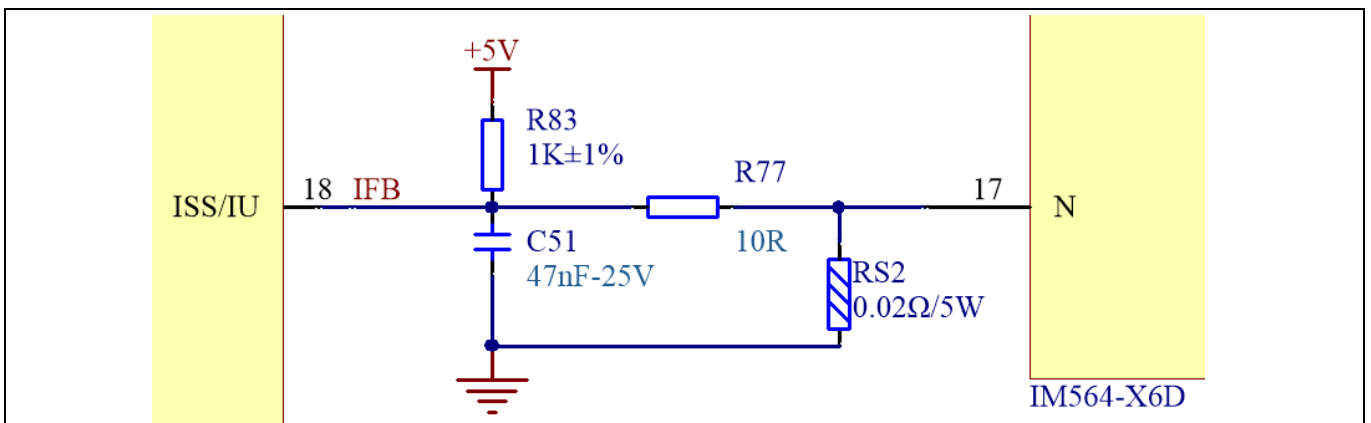 +5V
R83
1K±1%
R77
18 IFB
17
ISS/IU
N
C51
10R
47nF-25V
RS2
0.02Ω/5W
IM564-X6D